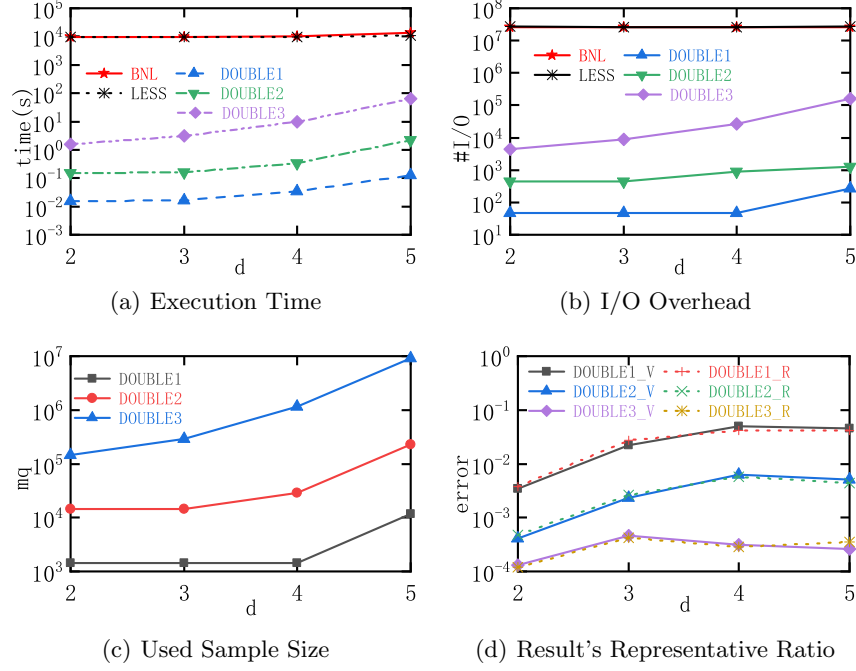 10^5
10^4
10^3
10^2
10^1
10^0
10^-1
10^-2
10^-3
time(s)
BNL
LESS
DOUBLE1
DOUBLE2
DOUBLE3
2 3 4 5
d
(a) Execution Time
10^8
10^7
10^6
10^5
10^4
10^3
10^2
10^1
#I/O
BNL
LESS
DOUBLE1
DOUBLE2
DOUBLE3
2 3 4 5
d
(b) I/O Overhead
10^7
10^6
10^5
10^4
10^3
mq
DOUBLE1
DOUBLE2
DOUBLE3
2 3 4 5
d
(c) Used Sample Size
10^0
10^-1
10^-2
10^-3
10^-4
error
DOUBLE1_V DOUBLE1_R
DOUBLE2_V DOUBLE2_R
DOUBLE3_V DOUBLE3_R
2 3 4 5
d
(d) Result's Representative Ratio